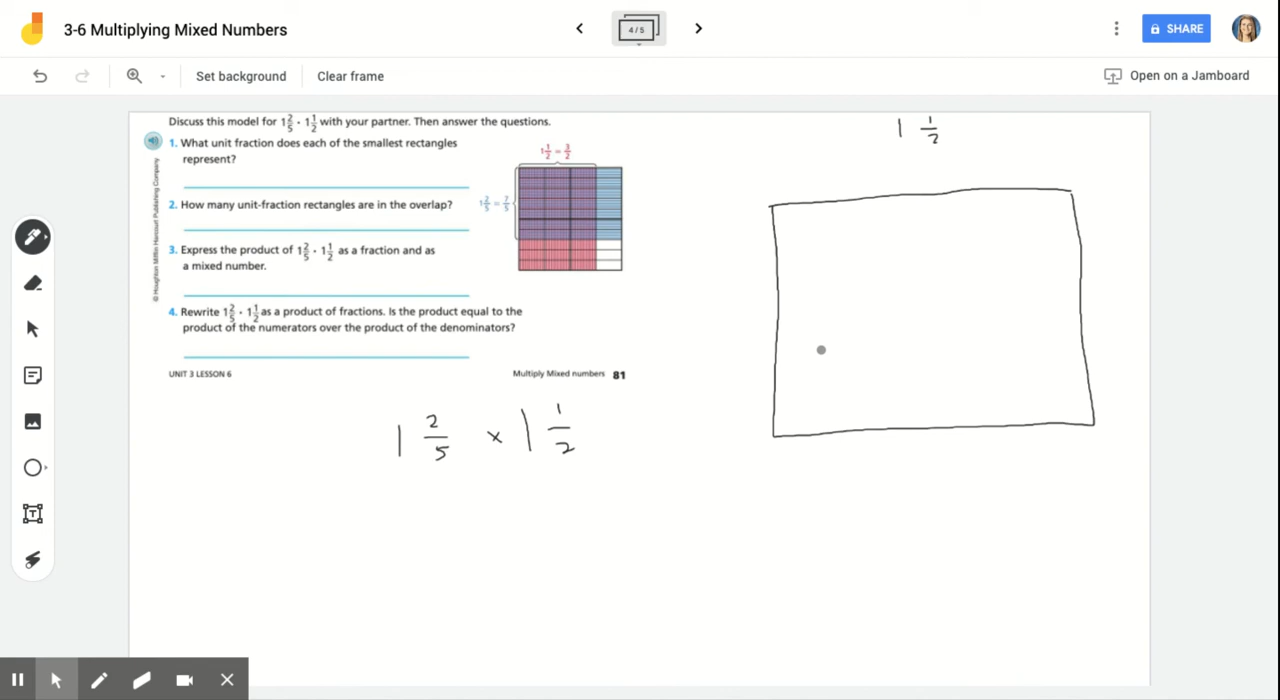 3-6 Multiplying Mixed Numbers
4/5
SHARE
Set background
Clear frame
Open on a Jamboard
Discuss this model for 1 2/5 · 1 1/2 with your partner. Then answer the questions.
1. What unit fraction does each of the smallest rectangles
represent?
2. How many unit-fraction rectangles are in the overlap?
3. Express the product of 1 2/5 · 1 1/2 as a fraction and as
a mixed number.
4. Rewrite 1 2/5 · 1 1/2 as a product of fractions. Is the product equal to the
product of the numerators over the product of the denominators?
UNIT 3 LESSON 6
Multiply Mixed numbers 81
© Houghton Mifflin Harcourt Publishing Company
1 1/2 = 3/2
1 2/5 = 7/5
1 1/2
1 2/5 × 1 1/2